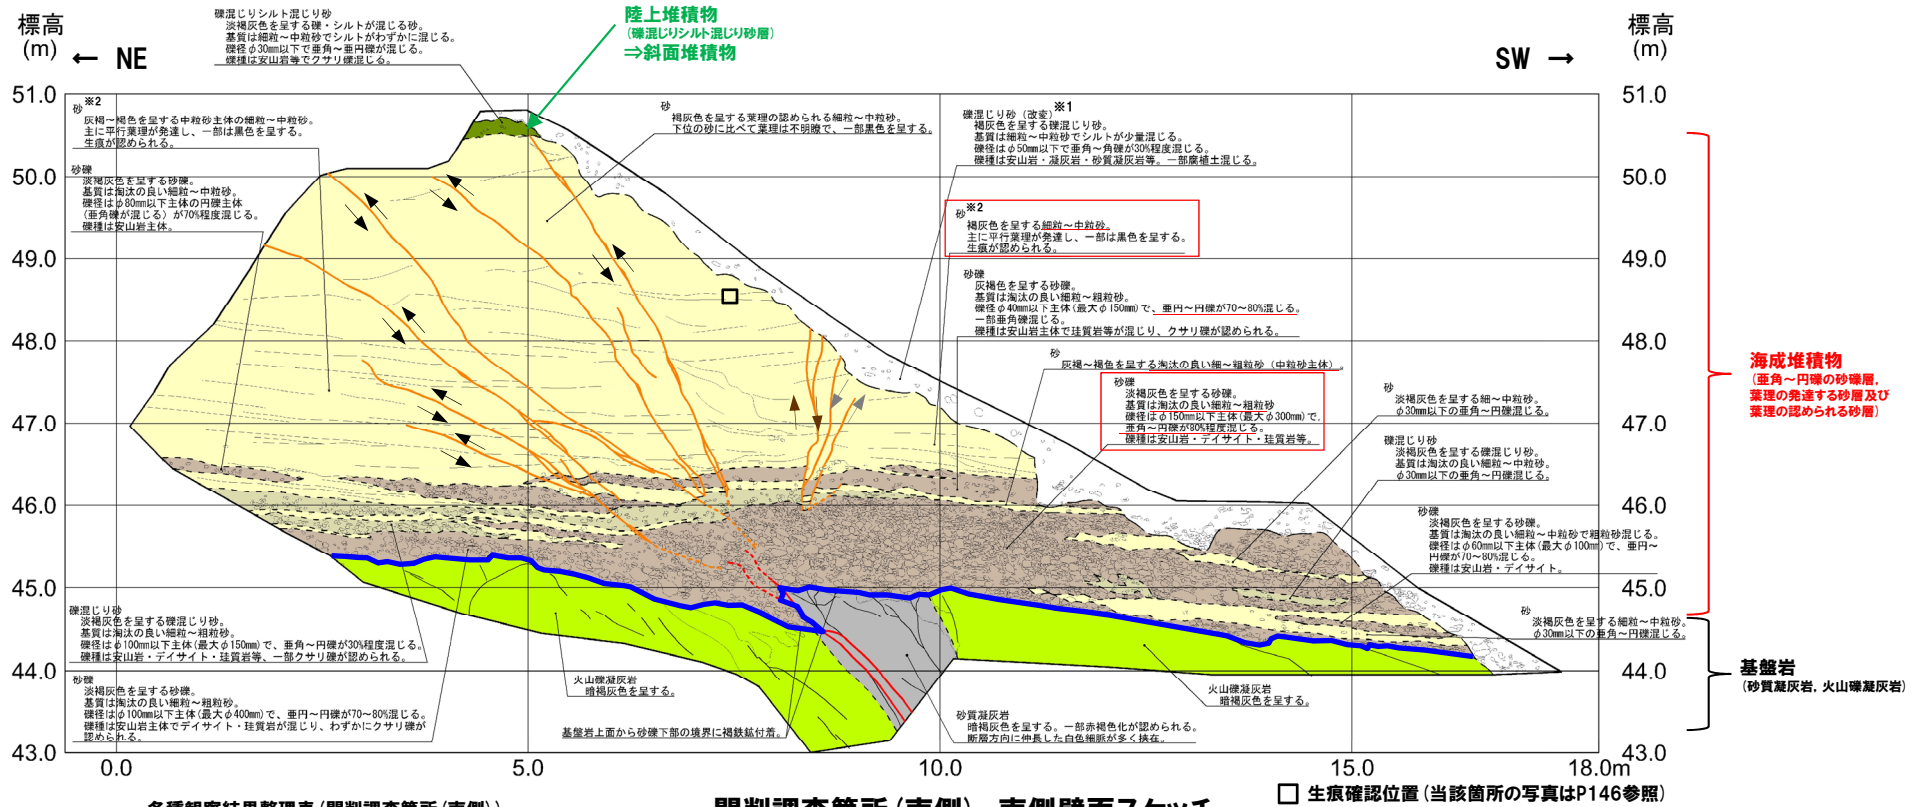 標高
(m)
← NE
礫混じりシルト混じり砂
淡褐灰色を呈する礫・シルトが混じる砂。
基質は細粒～中粒砂でシルトがわずかに混じる。
礫径はφ30mm以下で亜角～亜円礫が混じる。
礫種は安山岩等でクサリ礫混じる。
陸上堆積物
(礫混じりシルト混じり砂層)
⇒斜面堆積物
SW →
標高
(m)
51.0
50.0
49.0
48.0
47.0
46.0
45.0
44.0
43.0
砂※2
灰褐～褐色を呈する中粒砂主体の細粒～中粒砂。
主に平行葉理が発達し、一部は黒色を呈する。
生痕が認められる。
砂礫
淡褐灰色を呈する砂礫。
基質は淘汰の良い細粒～中粒砂。
礫径はφ80mm以下主体の円礫主体
(亜角礫が混じる)が70%程度混じる。
礫種は安山岩主体。
砂
褐灰色を呈する葉理の認められる細粒～中粒砂。
下位の砂に比べて葉理は不明瞭で、一部黒色を呈する。
礫混じり砂(改変)※1
褐灰色を呈する礫混じり砂。
基質は細粒～中粒砂でシルトが少量混じる。
礫径はφ50mm以下で亜角～角礫が30%程度混じる。
礫種は安山岩・凝灰岩・砂質凝灰岩等。一部腐植土混じる。
砂※2
褐灰色を呈する細粒～中粒砂。
主に平行葉理が発達し、一部は黒色を呈する。
生痕が認められる。
砂礫
灰褐色を呈する砂礫。
基質は淘汰の良い細粒～粗粒砂。
礫径φ40mm以下主体(最大φ150mm)で、亜円～円礫が70～80%混じる。
一部亜角礫混じる。
礫種は安山岩主体で珪質岩等が混じり、クサリ礫が認められる。
砂
灰褐～褐色を呈する淘汰の良い細～粗粒砂(中粒砂主体)。
砂礫
淡褐灰色を呈する砂礫。
基質は淘汰の良い細粒～粗粒砂
礫径はφ150mm以下主体(最大φ300mm)で、
亜角～円礫が80%程度混じる。
礫種は安山岩・デイサイト・珪質岩等。
砂
淡褐灰色を呈する細～中粒砂。
φ30mm以下の亜角～円礫混じる。
礫混じり砂
淡褐灰色を呈する礫混じり砂。
基質は淘汰の良い細粒～中粒砂。
φ30mm以下の亜角～円礫混じる。
砂礫
淡褐灰色を呈する砂礫。
基質は淘汰の良い細粒～中粒砂で粗粒砂混じる。
礫径はφ60mm以下主体(最大φ100mm)で、亜円～
円礫が70～80%混じる。
礫種は安山岩・デイサイト。
砂
淡褐灰色を呈する細粒～中粒砂。
φ30mm以下の亜角～円礫混じる。
51.0
50.0
49.0
48.0
47.0
46.0
45.0
44.0
43.0
海成堆積物
(亜角～円礫の砂礫層,
葉理の発達する砂層及び
葉理の認められる砂層)
基盤岩
(砂質凝灰岩, 火山礫凝灰岩)
礫混じり砂
淡褐灰色を呈する礫混じり砂。
基質は淘汰の良い細粒～粗粒砂。
礫径はφ100mm以下主体(最大φ150mm)で、亜角～円礫が30%程度混じる。
礫種は安山岩・デイサイト・珪質岩等、一部クサリ礫が認められる。
砂礫
淡褐灰色を呈する砂礫。
基質は淘汰の良い細粒～粗粒砂。
礫径はφ100mm以下主体(最大φ400mm)で、亜円～円礫が70～80%混じる。
礫種は安山岩主体でデイサイト・珪質岩が混じり、わずかにクサリ礫が
認められる。
火山礫凝灰岩
暗褐灰色を呈する。
基盤岩上面から砂礫下部の境界に褐鉄鉱付着。
砂質凝灰岩
暗褐灰色を呈する。一部赤褐色化が認められる。
断層方向に伸長した白色細脈が多く挟在。
火山礫凝灰岩
暗褐灰色を呈する。
0.0
5.0
10.0
15.0
18.0m
各種観察結果整理表(開削調査箇所(南側))
開削調査箇所(南側) 南側壁面スケッチ
□ 生痕確認位置(当該箇所の写真はP146参照)